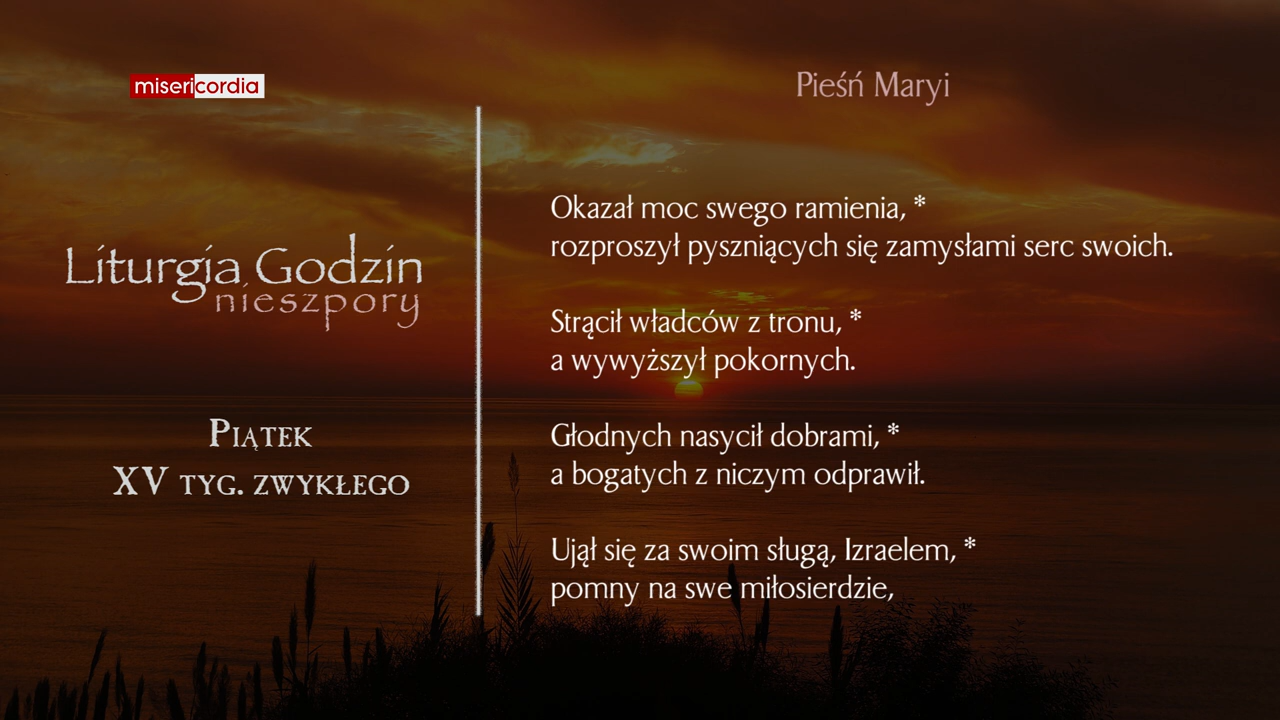 misericordia
Liturgia Godzin
nieszpory
Piątek
XV tyg. zwykłego
Pieśń Maryi
Okazał moc swego ramienia, *
rozproszył pyszniących się zamysłami serc swoich.
Strącił władców z tronu, *
a wywyższył pokornych.
Głodnych nasycił dobrami, *
a bogatych z niczym odprawił.
Ujął się za swoim sługą, Izraelem, *
pomny na swe miłosierdzie,